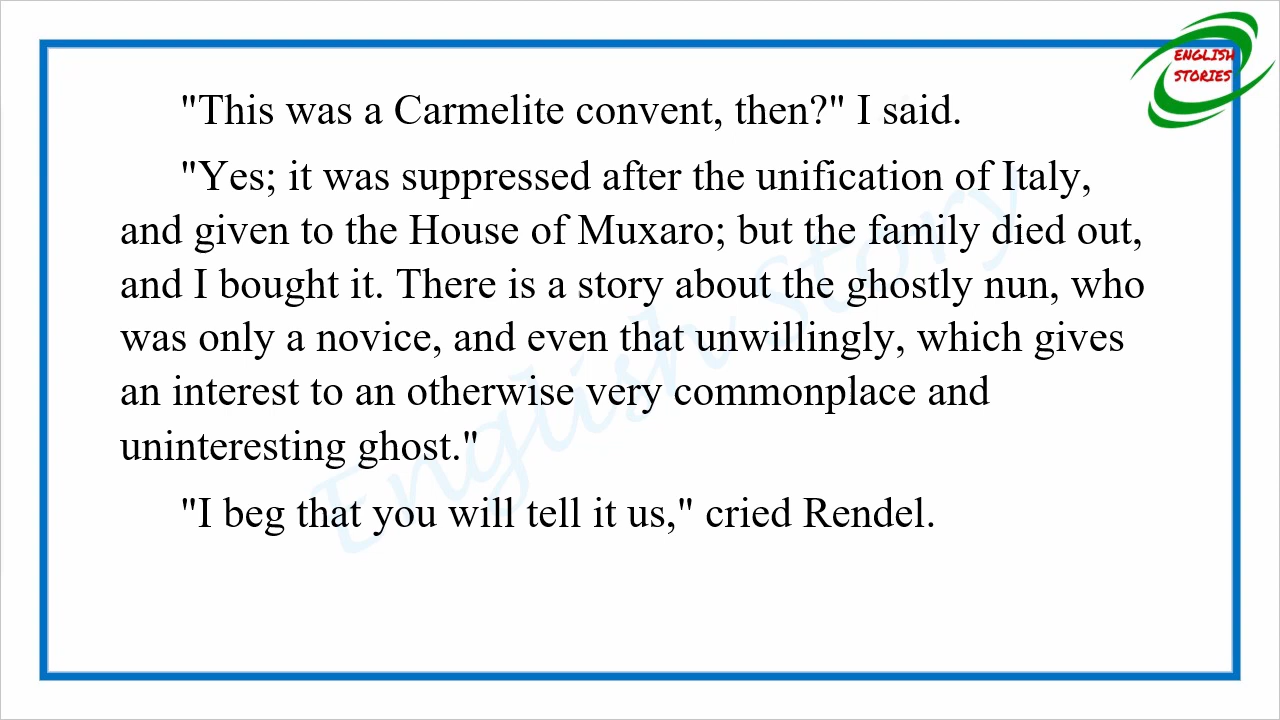 ENGLISH
STORIES
"This was a Carmelite convent, then?" I said.
"Yes; it was suppressed after the unification of Italy,
and given to the House of Muxaro; but the family died out,
and I bought it. There is a story about the ghostly nun, who
was only a novice, and even that unwillingly, which gives
an interest to an otherwise very commonplace and
uninteresting ghost."
"I beg that you will tell it us," cried Rendel.
English Story